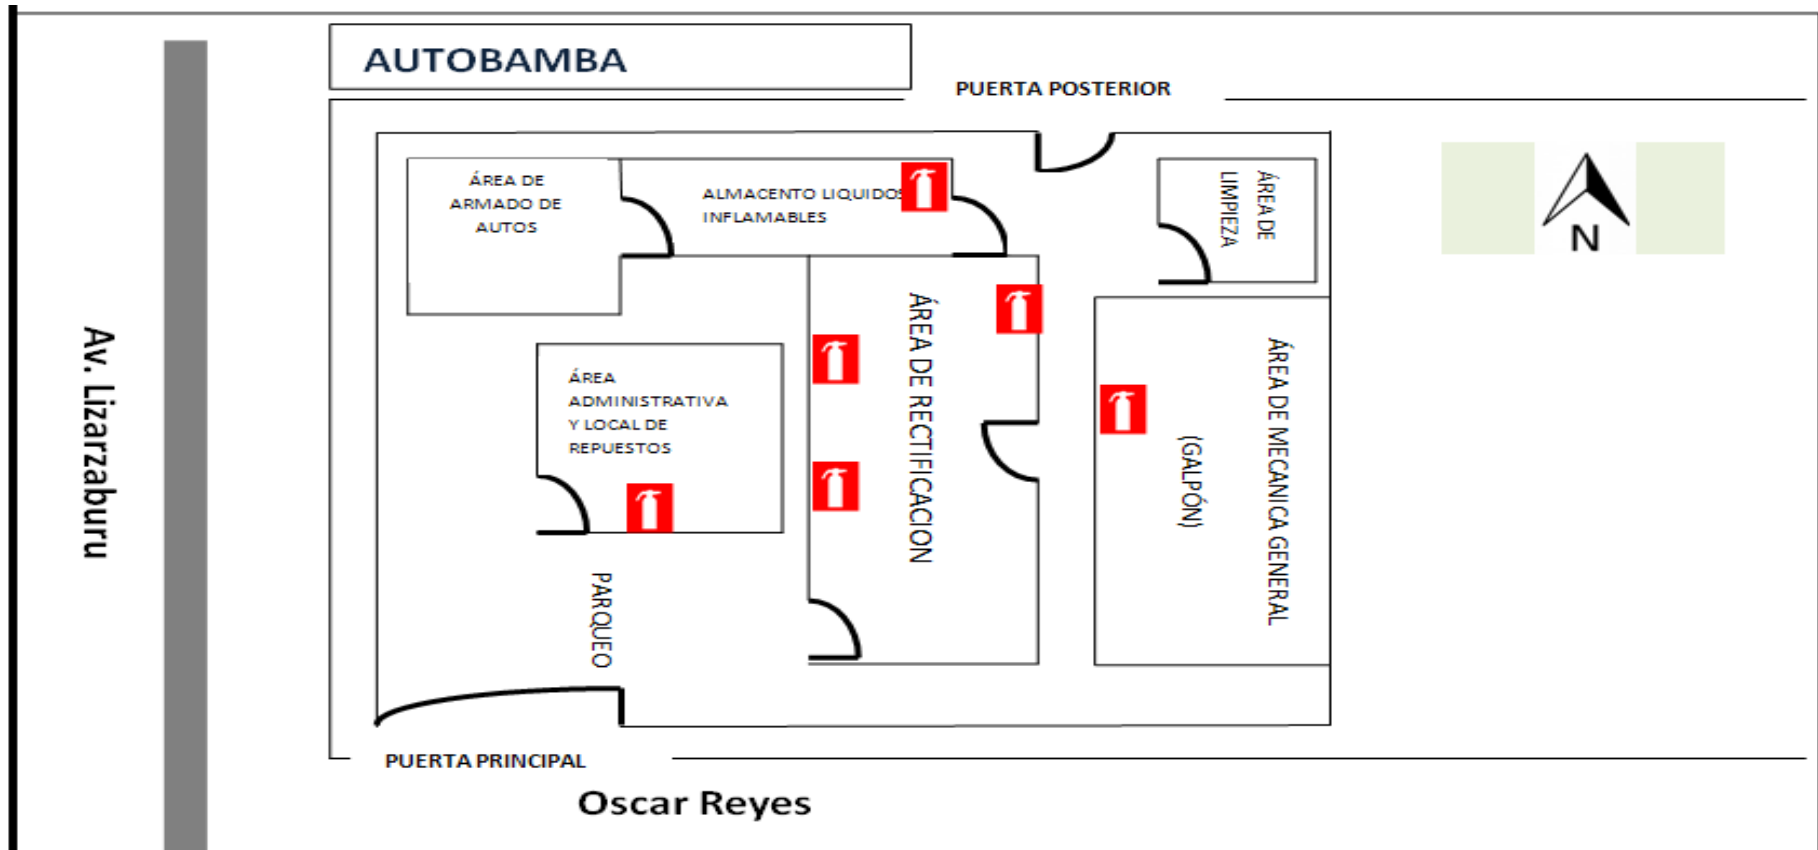 AUTOBAMBA
PUERTA POSTERIOR
ÁREA DE
ARMADO DE
AUTOS
ALMACENTO LIQUIDOS
INFLAMABLES
ÁREA DE
LIMPIEZA
N
Av. Lizarzaburu
ÁREA
ADMINISTRATIVA
Y LOCAL DE
REPUESTOS
ÁREA DE RECTIFICACION
ÁREA DE MECANICA GENERAL
(GALPÓN)
PARQUEO
PUERTA PRINCIPAL
Oscar Reyes